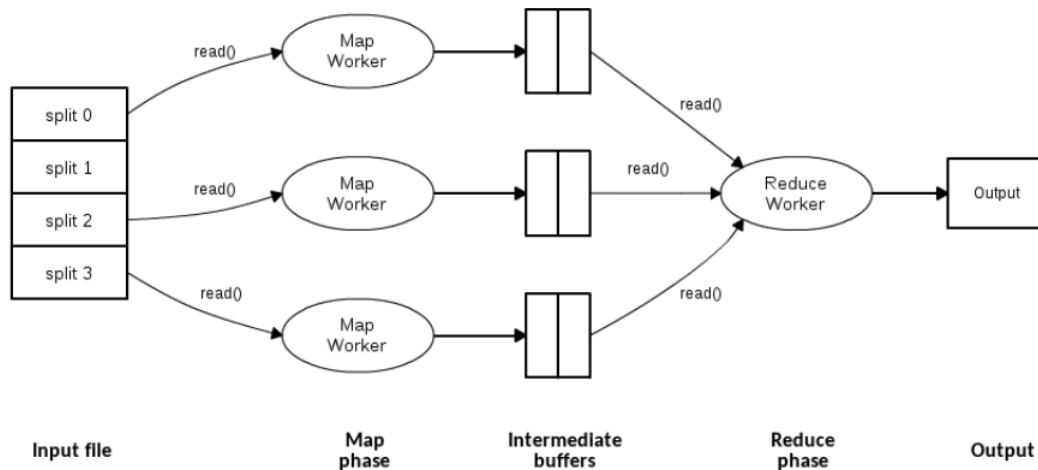 read()
Map
Worker
read()
split 0
split 1
split 2
split 3
read()
Map
Worker
read()
Reduce
Worker
Output
read()
Map
Worker
read()
Input file
Map
phase
Intermediate
buffers
Reduce
phase
Output